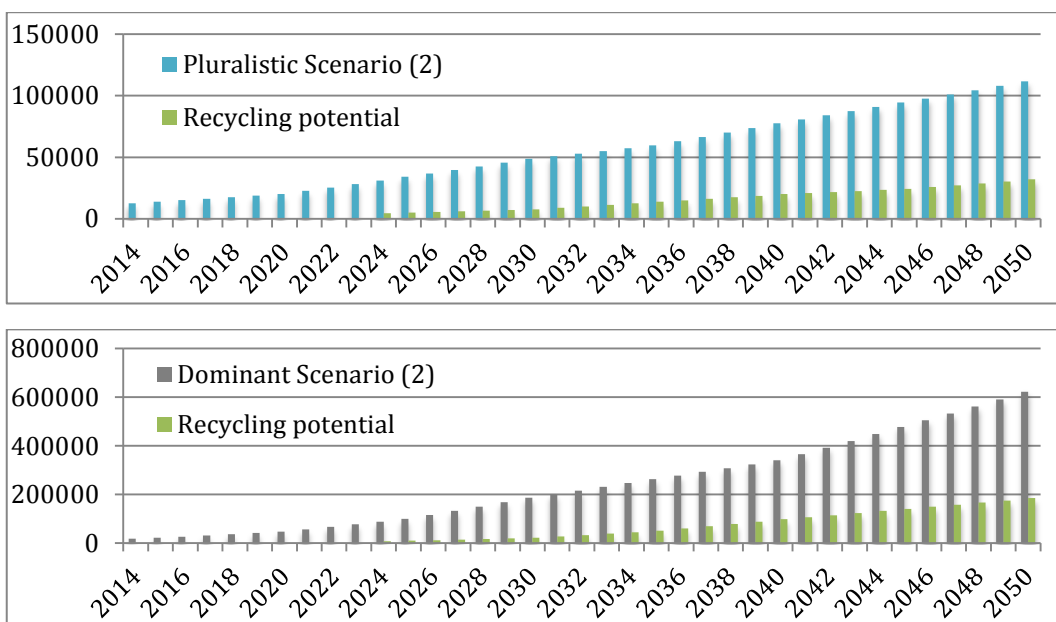 150000
Pluralistic Scenario (2)
100000
Recycling potential
50000
0
2014 2016 2018 2020 2022 2024 2026 2028 2030 2032 2034 2036 2038 2040 2042 2044 2046 2048 2050
800000
Dominant Scenario (2)
600000
Recycling potential
400000
200000
0
2014 2016 2018 2020 2022 2024 2026 2028 2030 2032 2034 2036 2038 2040 2042 2044 2046 2048 2050